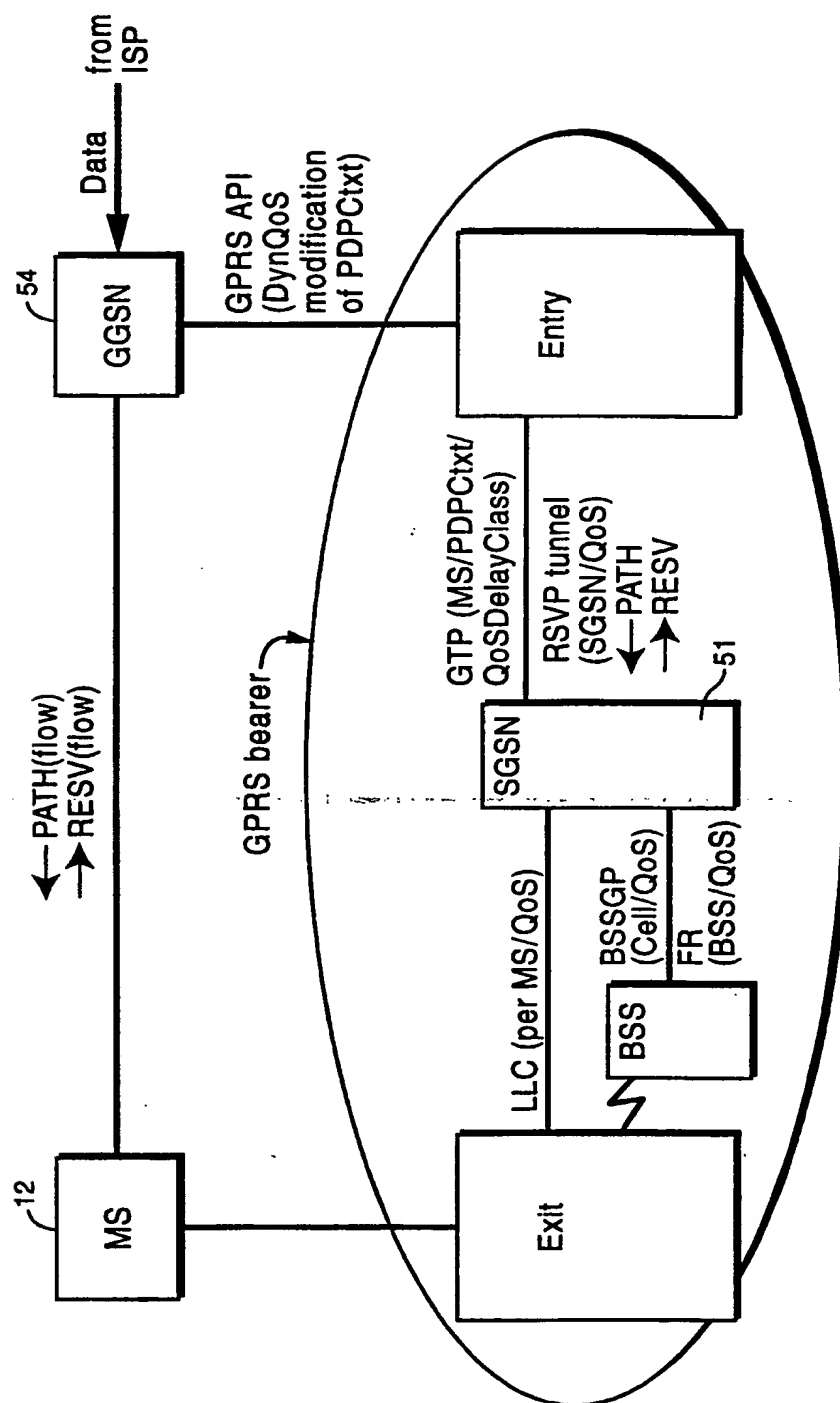 12
MS
← PATH(flow)
→ RESV(flow)
54
GGSN
Data
from
ISP
GPRS bearer
GPRS API
(DynQoS
modification
of PDPCtxt)
Exit
LLC (per MS/QoS)
BSS
BSSGP
(Cell/QoS)
FR
(BSS/QoS)
SGSN
51
GTP (MS/PDPCtxt/
QoSDelayClass)
RSVP tunnel
(SGSN/QoS)
← PATH
→ RESV
Entry